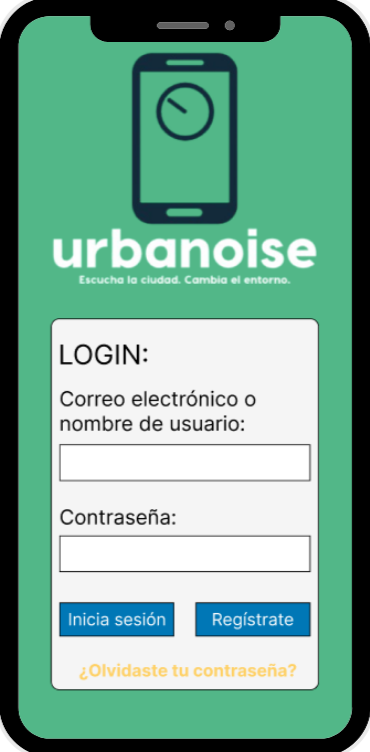 urbanoise
Escucha la ciudad. Cambia el entorno.
LOGIN:
Correo electrónico o
nombre de usuario:
Contraseña:
Inicia sesión
Regístrate
¿Olvidaste tu contraseña?